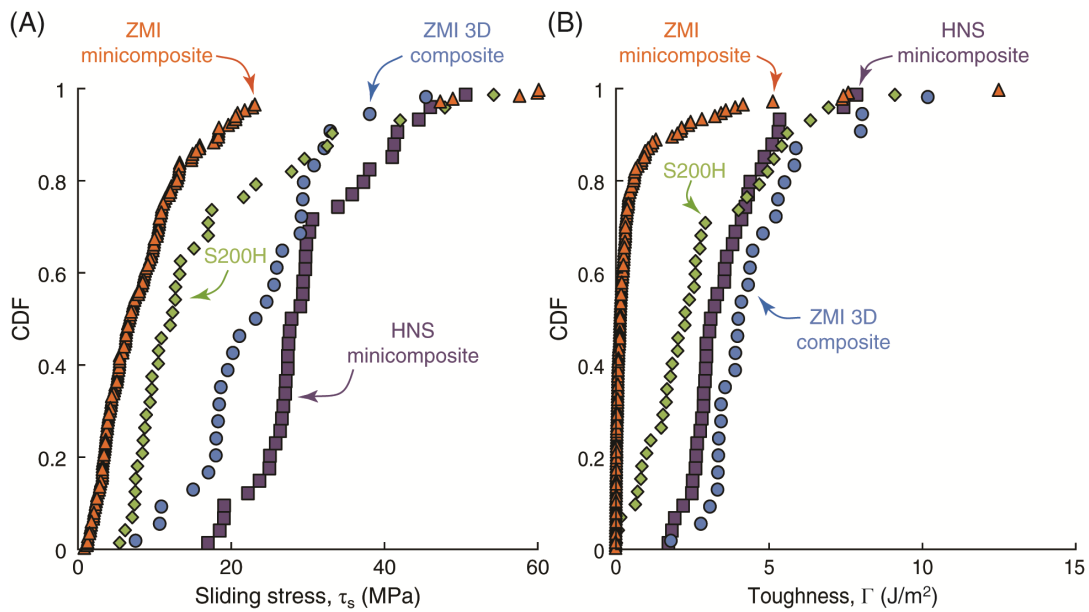 (A)
ZMI
minicomposite
ZMI 3D
composite
1
0.8
0.6
0.4
0.2
0
CDF
S200H
HNS
minicomposite
0
20
40
60
Sliding stress, τs (MPa)
(B)
ZMI
minicomposite
HNS
minicomposite
1
0.8
0.6
0.4
0.2
0
CDF
S200H
ZMI 3D
composite
0
5
10
15
Toughness, Γ (J/m²)